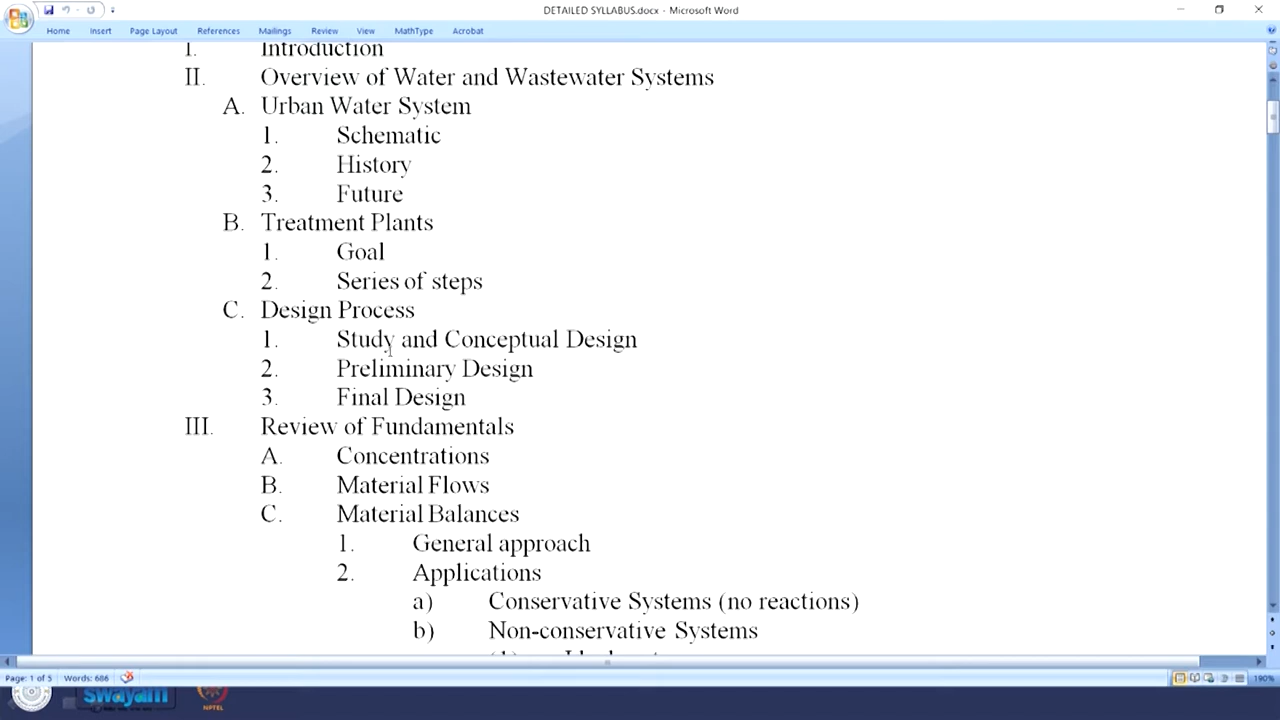 DETAILED SYLLABUS.docx - Microsoft Word
Home Insert Page Layout References Mailings Review View MathType Acrobat
I. Introduction
II. Overview of Water and Wastewater Systems
A. Urban Water System
1. Schematic
2. History
3. Future
B. Treatment Plants
1. Goal
2. Series of steps
C. Design Process
1. Study and Conceptual Design
2. Preliminary Design
3. Final Design
III. Review of Fundamentals
A. Concentrations
B. Material Flows
C. Material Balances
1. General approach
2. Applications
a) Conservative Systems (no reactions)
b) Non-conservative Systems
Page: 1 of 5 Words: 686 190%
swayam NPTEL